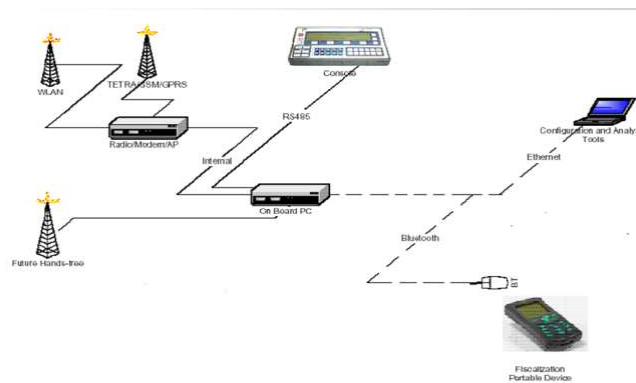 WLAN
TETRA/GSM/GPRS
Console
Radio/Modem/AP
RS485
Internal
Configuration and Analy
Tools
Ethernet
On Board PC
Bluetooth
Future Hands-free
BT
Fiscalization
Portable Device